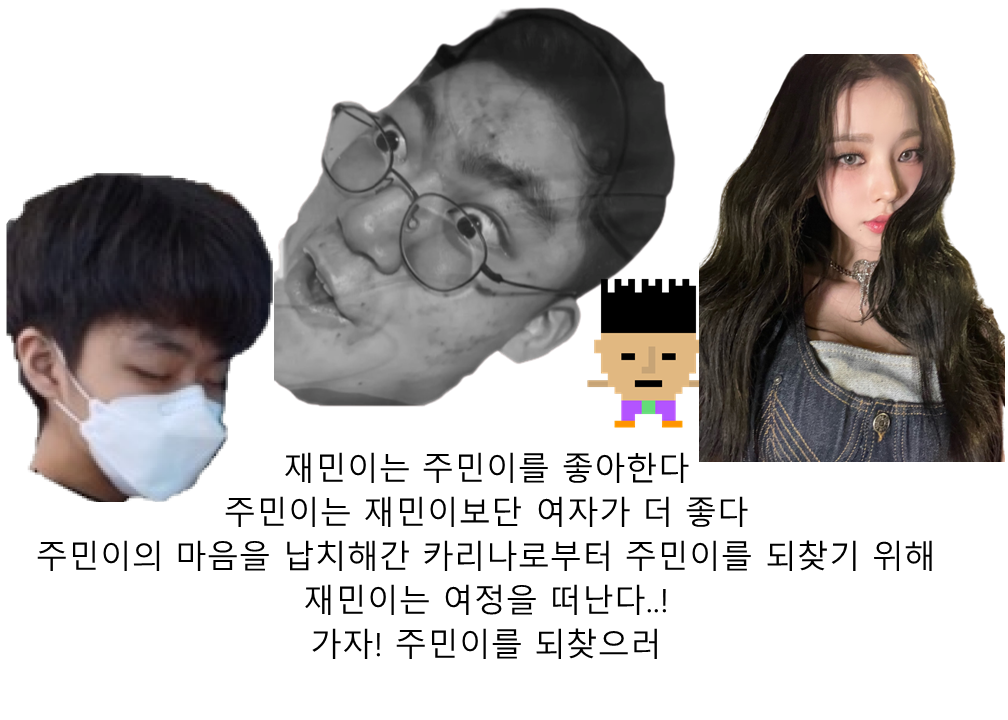 재민이는 주민이를 좋아한다
주민이는 재민이보단 여자가 더 좋다
주민이의 마음을 납치해간 카리나로부터 주민이를 되찾기 위해
재민이는 여정을 떠난다..!
가자! 주민이를 되찾으러